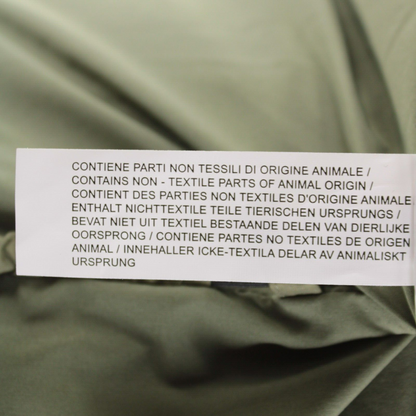 CONTIENE PARTI NON TESSILI DI ORIGINE ANIMALE /
CONTAINS NON - TEXTILE PARTS OF ANIMAL ORIGIN /
CONTIENT DES PARTIES NON TEXTILES D'ORIGINE ANIMALE
ENTHALT NICHTTEXTILE TEILE TIERISCHEN URSPRUNGS /
BEVAT NIET UIT TEXTIEL BESTAANDE DELEN VAN DIERLIJKE
OORSPRONG / CONTIENE PARTES NO TEXTILES DE ORIGEN
ANIMAL / INNEHALLER ICKE-TEXTILA DELAR AV ANIMALISKT
URSPRUNG